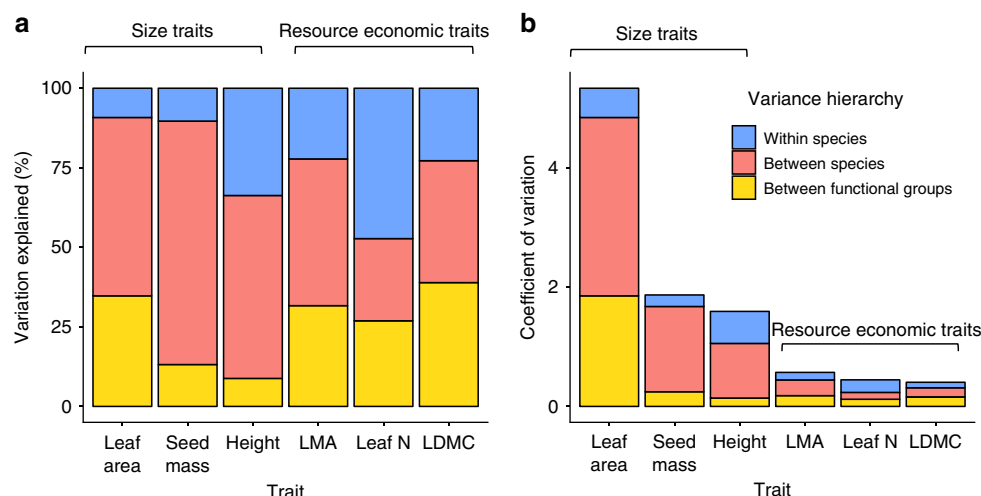 a
Size traits
Resource economic traits
Variation explained (%)
100
75
50
25
0
Leaf area
Seed mass
Height
LMA
Leaf N
LDMC
Trait
b
Size traits
Variance hierarchy
Within species
Between species
Between functional groups
Resource economic traits
Coefficient of variation
4
2
0
Leaf area
Seed mass
Height
LMA
Leaf N
LDMC
Trait